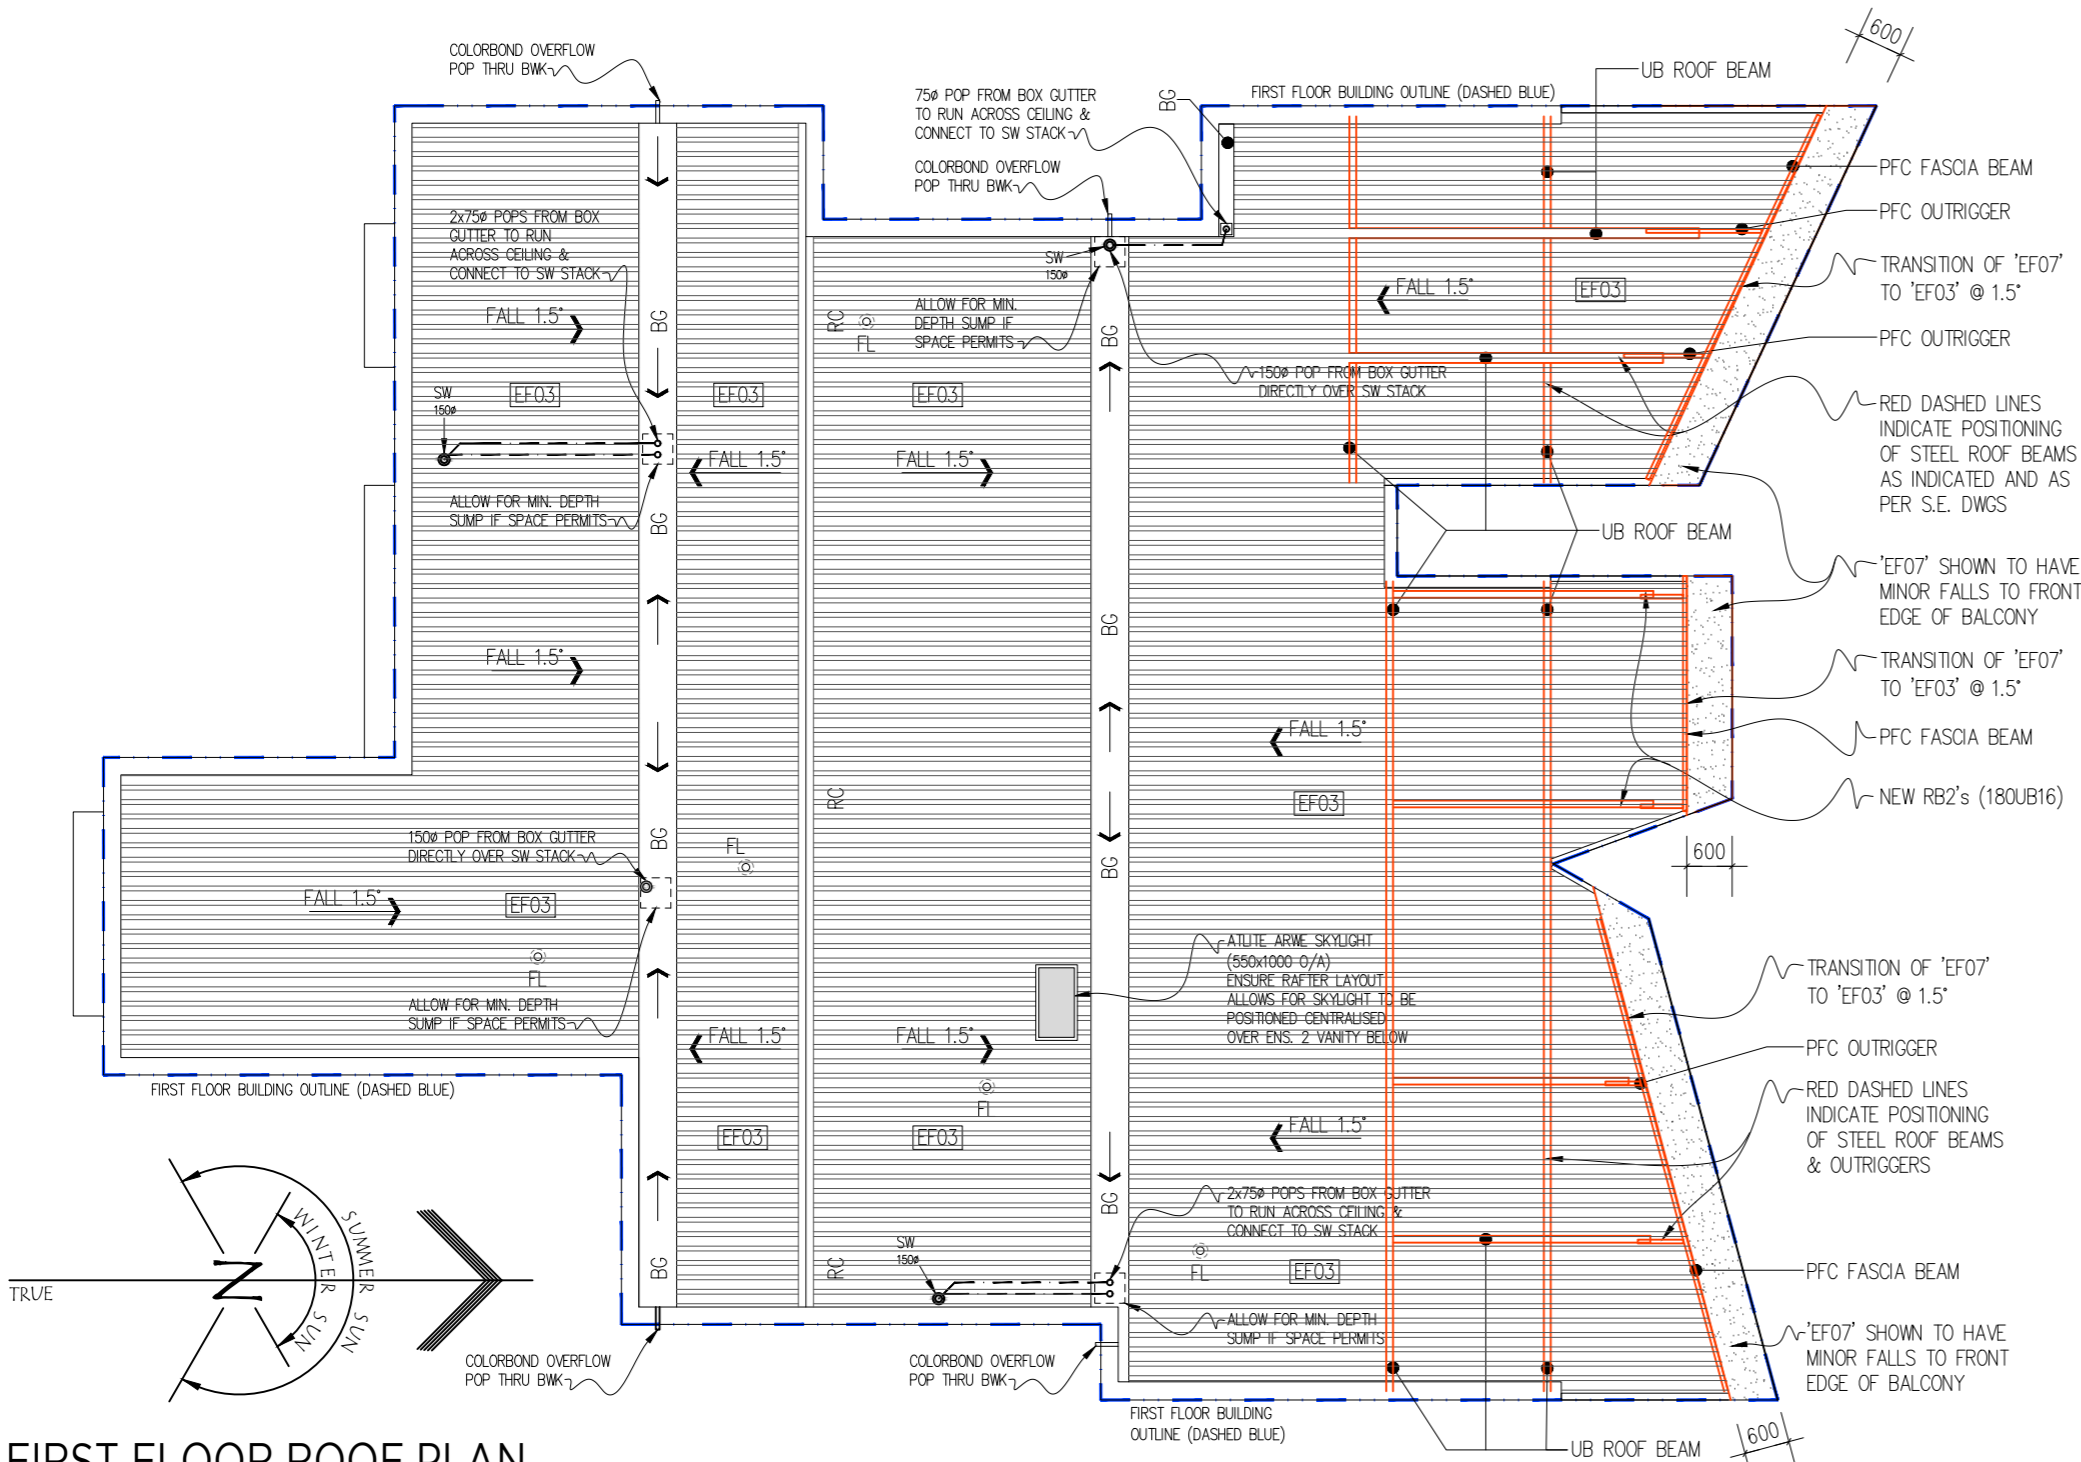 COLORBOND OVERFLOW
POP THRU BWK
75ø POP FROM BOX GUTTER
TO RUN ACROSS CEILING &
CONNECT TO SW STACK
COLORBOND OVERFLOW
POP THRU BWK
BG
FIRST FLOOR BUILDING OUTLINE (DASHED BLUE)
UB ROOF BEAM
600
PFC FASCIA BEAM
PFC OUTRIGGER
TRANSITION OF 'EF07'
TO 'EF03' @ 1.5°
PFC OUTRIGGER
RED DASHED LINES
INDICATE POSITIONING
OF STEEL ROOF BEAMS
AS INDICATED AND AS
PER S.E. DWGS
UB ROOF BEAM
'EF07' SHOWN TO HAVE
MINOR FALLS TO FRONT
EDGE OF BALCONY
TRANSITION OF 'EF07'
TO 'EF03' @ 1.5°
PFC FASCIA BEAM
NEW RB2's (180UB16)
600
TRANSITION OF 'EF07'
TO 'EF03' @ 1.5°
PFC OUTRIGGER
RED DASHED LINES
INDICATE POSITIONING
OF STEEL ROOF BEAMS
& OUTRIGGERS
PFC FASCIA BEAM
'EF07' SHOWN TO HAVE
MINOR FALLS TO FRONT
EDGE OF BALCONY
600
UB ROOF BEAM
2x75ø POPS FROM BOX
GUTTER TO RUN
ACROSS CEILING &
CONNECT TO SW STACK
FALL 1.5°
EF03
SW
150ø
ALLOW FOR MIN. DEPTH
SUMP IF SPACE PERMITS
FALL 1.5°
BG
BG
BG
BG
EF03
FALL 1.5°
RC
FL
EF03
FALL 1.5°
ALLOW FOR MIN.
DEPTH SUMP IF
SPACE PERMITS
SW
150ø
BG
BG
BG
BG
150ø POP FROM BOX GUTTER
DIRECTLY OVER SW STACK
FALL 1.5°
EF03
FALL 1.5°
EF03
RC
FL
150ø POP FROM BOX GUTTER
DIRECTLY OVER SW STACK
FALL 1.5°
EF03
FL
ALLOW FOR MIN. DEPTH
SUMP IF SPACE PERMITS
FALL 1.5°
FALL 1.5°
ATLITE ARWE SKYLIGHT
(550x1000 O/A)
ENSURE RAFTER LAYOUT
ALLOWS FOR SKYLIGHT TO BE
POSITIONED CENTRALISED
OVER ENS. 2 VANITY BELOW
FIRST FLOOR BUILDING OUTLINE (DASHED BLUE)
EF03
EF03
FL
FALL 1.5°
2x75ø POPS FROM BOX GUTTER
TO RUN ACROSS CEILING &
CONNECT TO SW STACK
SW
150ø
RC
FL
EF03
ALLOW FOR MIN. DEPTH
SUMP IF SPACE PERMITS
COLORBOND OVERFLOW
POP THRU BWK
COLORBOND OVERFLOW
POP THRU BWK
FIRST FLOOR BUILDING
OUTLINE (DASHED BLUE)
SUMMER SUN
WINTER SUN
N
TRUE
FIRST FLOOR ROOF PLAN